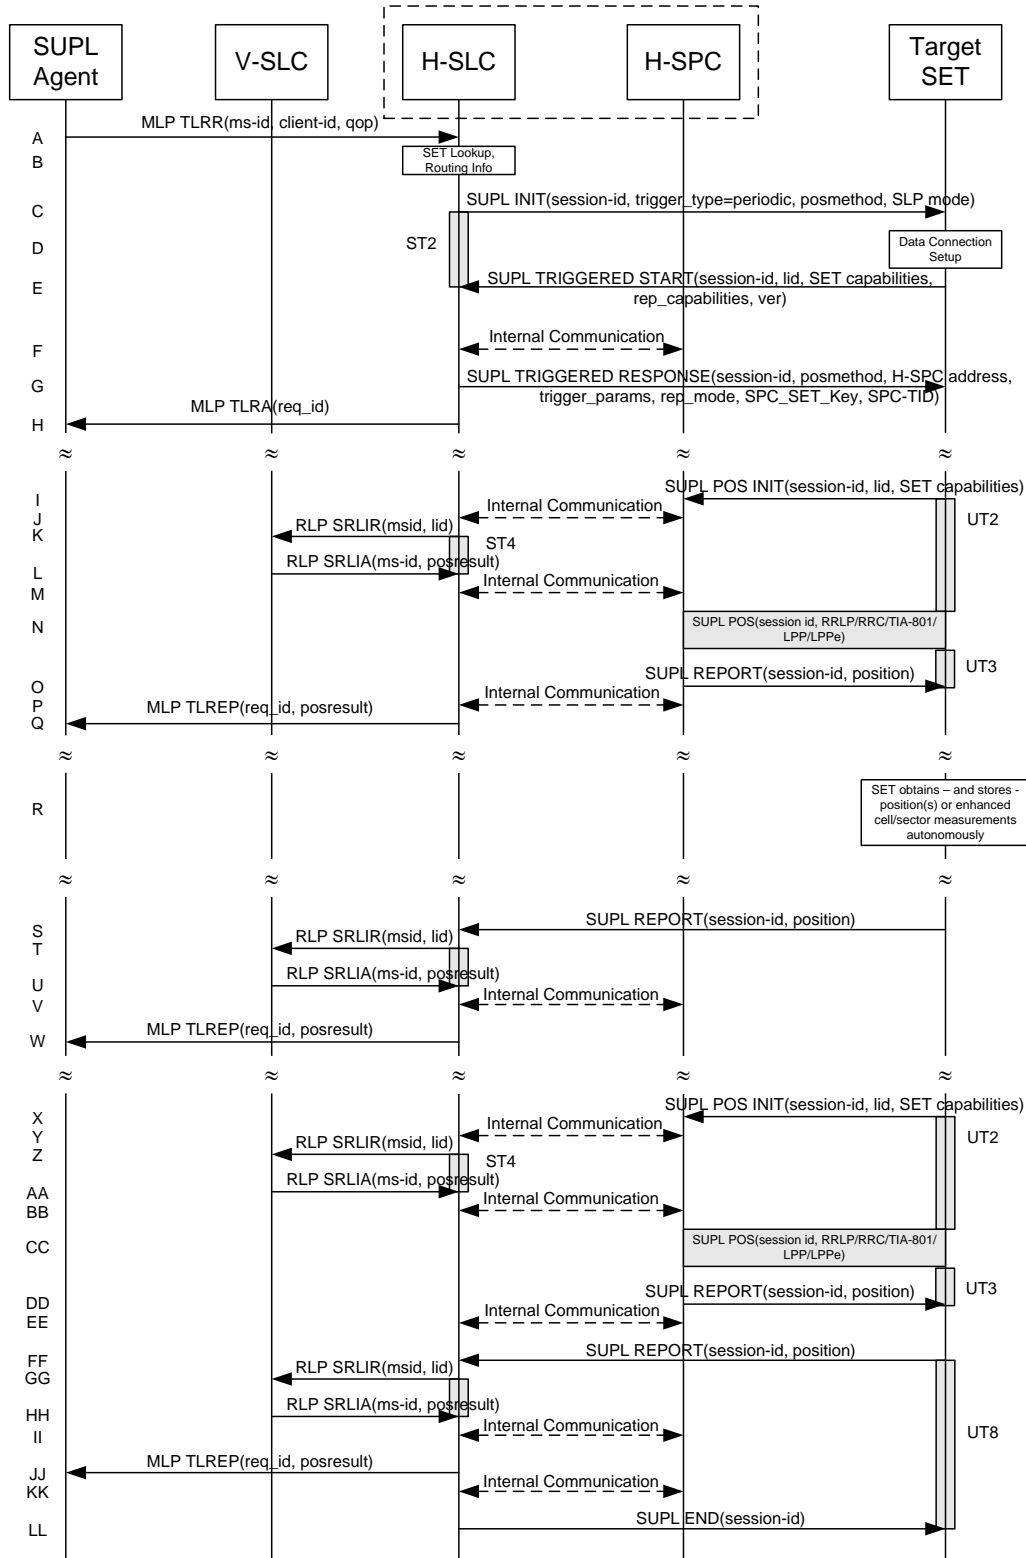 SUPL
Agent
V-SLC
H-SLC
H-SPC
Target
SET
A
MLP TLRR(ms-id, client-id, qop)
B
SET Lookup,
Routing Info
C
SUPL INIT(session-id, trigger_type=periodic, posmethod, SLP mode)
ST2
D
Data Connection
Setup
E
SUPL TRIGGERED START(session-id, lid, SET capabilities,
rep_capabilities, ver)
F
Internal Communication
G
SUPL TRIGGERED RESPONSE(session-id, posmethod, H-SPC address,
trigger_params, rep_mode, SPC_SET_Key, SPC-TID)
H
MLP TLRA(req_id)
≈ ≈ ≈ ≈ ≈
I
SUPL POS INIT(session-id, lid, SET capabilities)
J
Internal Communication
UT2
K
RLP SRLIR(msid, lid)
ST4
L
RLP SRLIA(ms-id, posresult)
M
Internal Communication
N
SUPL POS(session id, RRLP/RRC/TIA-801/
LPP/LPPe)
UT3
O
SUPL REPORT(session-id, position)
P
Internal Communication
Q
MLP TLREP(req_id, posresult)
≈ ≈ ≈ ≈ ≈
R
SET obtains – and stores -
position(s) or enhanced
cell/sector measurements
autonomously
≈ ≈ ≈ ≈ ≈
S
SUPL REPORT(session-id, position)
T
RLP SRLIR(msid, lid)
U
RLP SRLIA(ms-id, posresult)
V
Internal Communication
W
MLP TLREP(req_id, posresult)
≈ ≈ ≈ ≈ ≈
X
SUPL POS INIT(session-id, lid, SET capabilities)
Y
Internal Communication
UT2
Z
RLP SRLIR(msid, lid)
ST4
AA
RLP SRLIA(ms-id, posresult)
BB
Internal Communication
CC
SUPL POS(session id, RRLP/RRC/TIA-801/
LPP/LPPe)
UT3
DD
SUPL REPORT(session-id, position)
EE
Internal Communication
FF
SUPL REPORT(session-id, position)
GG
RLP SRLIR(msid, lid)
HH
RLP SRLIA(ms-id, posresult)
II
Internal Communication
UT8
JJ
MLP TLREP(req_id, posresult)
KK
Internal Communication
LL
SUPL END(session-id)